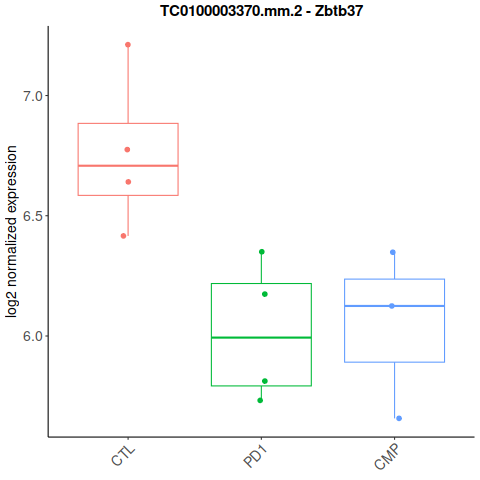 TC0100003370.mm.2 - Zbtb37
log2 normalized expression
7.0
6.5
6.0
CTL
PD1
CMP